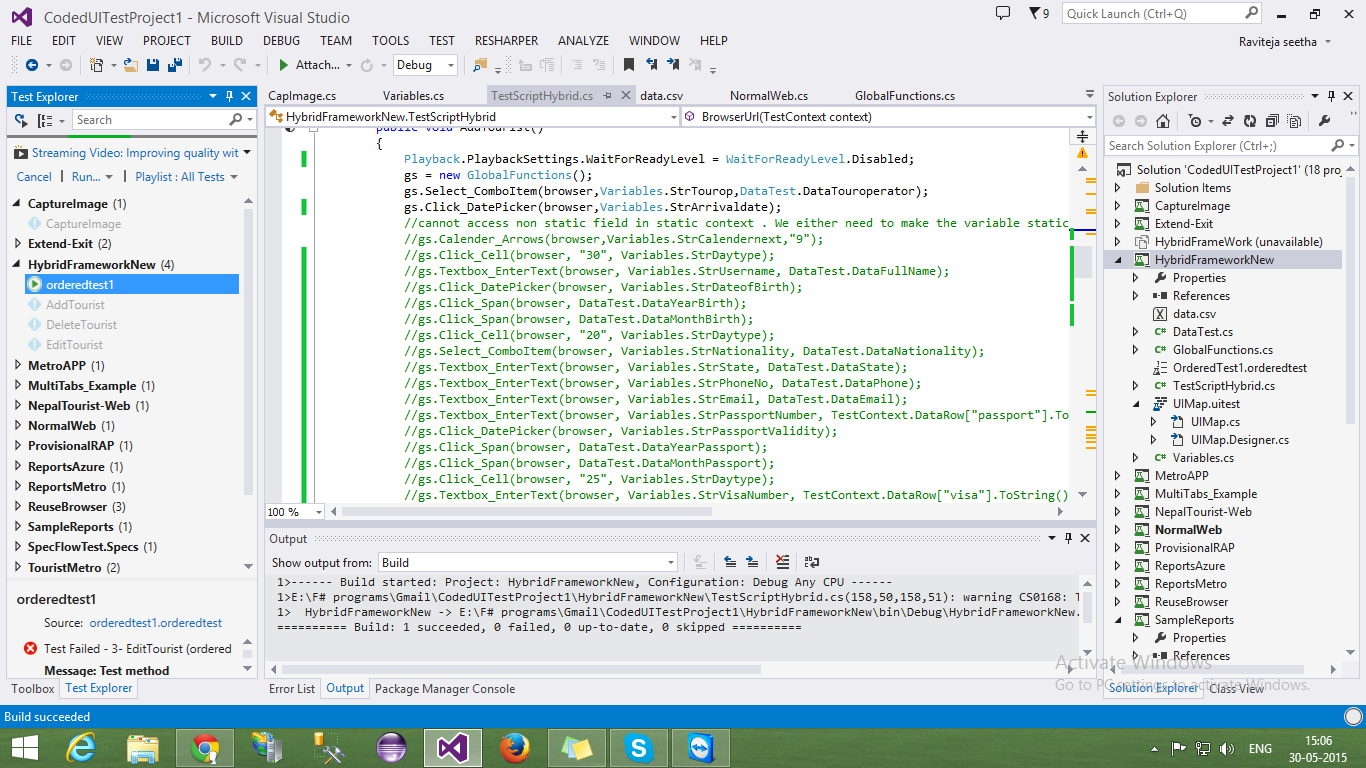 CodedUITestProject1 - Microsoft Visual Studio
9
Quick Launch (Ctrl+Q)
FILE EDIT VIEW PROJECT BUILD DEBUG TEAM TOOLS TEST RESHARPER ANALYZE WINDOW HELP
Raviteja seetha
Attach...
Debug
Test Explorer
Search
Streaming Video: Improving quality wit
Cancel Run... Playlist : All Tests
CaptureImage (1)
CaptureImage
Extend-Exit (2)
HybridFrameworkNew (4)
orderedtest1
AddTourist
DeleteTourist
EditTourist
MetroAPP (1)
MultiTabs_Example (1)
NepalTourist-Web (1)
NormalWeb (1)
ProvisionalRAP (1)
ReportsAzure (1)
ReportsMetro (1)
ReuseBrowser (3)
SampleReports (1)
SpecFlowTest.Specs (1)
TouristMetro (2)
orderedtest1
Source: orderedtest1.orderedtest
Test Failed - 3- EditTourist (ordered
Message: Test method
Toolbox Test Explorer
CapImage.cs Variables.cs TestScriptHybrid.cs data.csv NormalWeb.cs GlobalFunctions.cs
HybridFrameworkNew.TestScriptHybrid
BrowserUrl(TestContext context)
public void AddTourist()
{
Playback.PlaybackSettings.WaitForReadyLevel = WaitForReadyLevel.Disabled;
gs = new GlobalFunctions();
gs.Select_ComboItem(browser,Variables.StrTourop,DataTest.DataTouroperator);
gs.Click_DatePicker(browser,Variables.StrArrivaldate);
//cannot access non static field in static context . We either need to make the variable static
//gs.Calender_Arrows(browser,Variables.StrCalendernext,"9");
//gs.Click_Cell(browser, "30", Variables.StrDaytype);
//gs.Textbox_EnterText(browser, Variables.StrUsername, DataTest.DataFullName);
//gs.Click_DatePicker(browser, Variables.StrDateofBirth);
//gs.Click_Span(browser, DataTest.DataYearBirth);
//gs.Click_Span(browser, DataTest.DataMonthBirth);
//gs.Click_Cell(browser, "20", Variables.StrDaytype);
//gs.Select_ComboItem(browser, Variables.StrNationality, DataTest.DataNationality);
//gs.Textbox_EnterText(browser, Variables.StrState, DataTest.DataState);
//gs.Textbox_EnterText(browser, Variables.StrPhoneNo, DataTest.DataPhone);
//gs.Textbox_EnterText(browser, Variables.StrEmail, DataTest.DataEmail);
//gs.Textbox_EnterText(browser, Variables.StrPassportNumber, TestContext.DataRow["passport"].To
//gs.Click_DatePicker(browser, Variables.StrPassportValidity);
//gs.Click_Span(browser, DataTest.DataYearPassport);
//gs.Click_Span(browser, DataTest.DataMonthPassport);
//gs.Click_Cell(browser, "25", Variables.StrDaytype);
//gs.Textbox_EnterText(browser, Variables.StrVisaNumber, TestContext.DataRow["visa"].ToString()
100 %
Output
Show output from: Build
1>------ Build started: Project: HybridFrameworkNew, Configuration: Debug Any CPU ------
1>E:\F# programs\Gmail\CodedUITestProject1\HybridFrameworkNew\TestScriptHybrid.cs(158,50,158,51): warning CS0168: T
1>  HybridFrameworkNew -> E:\F# programs\Gmail\CodedUITestProject1\HybridFrameworkNew\bin\Debug\HybridFrameworkNew.
========== Build: 1 succeeded, 0 failed, 0 up-to-date, 0 skipped ==========
Error List Output Package Manager Console
Solution Explorer
Search Solution Explorer (Ctrl+;)
Solution 'CodedUITestProject1' (18 proj
Solution Items
CaptureImage
Extend-Exit
HybridFrameWork (unavailable)
HybridFrameworkNew
Properties
References
data.csv
DataTest.cs
GlobalFunctions.cs
OrderedTest1.orderedtest
TestScriptHybrid.cs
UIMap.uitest
UIMap.cs
UIMap.Designer.cs
Variables.cs
MetroAPP
MultiTabs_Example
NepalTourist-Web
NormalWeb
ProvisionalRAP
ReportsAzure
ReportsMetro
ReuseBrowser
SampleReports
Properties
References
Solution Explorer Class View
Activate Windows
Go to PC settings to activate Windows.
Build succeeded
ENG
15:06
30-05-2015